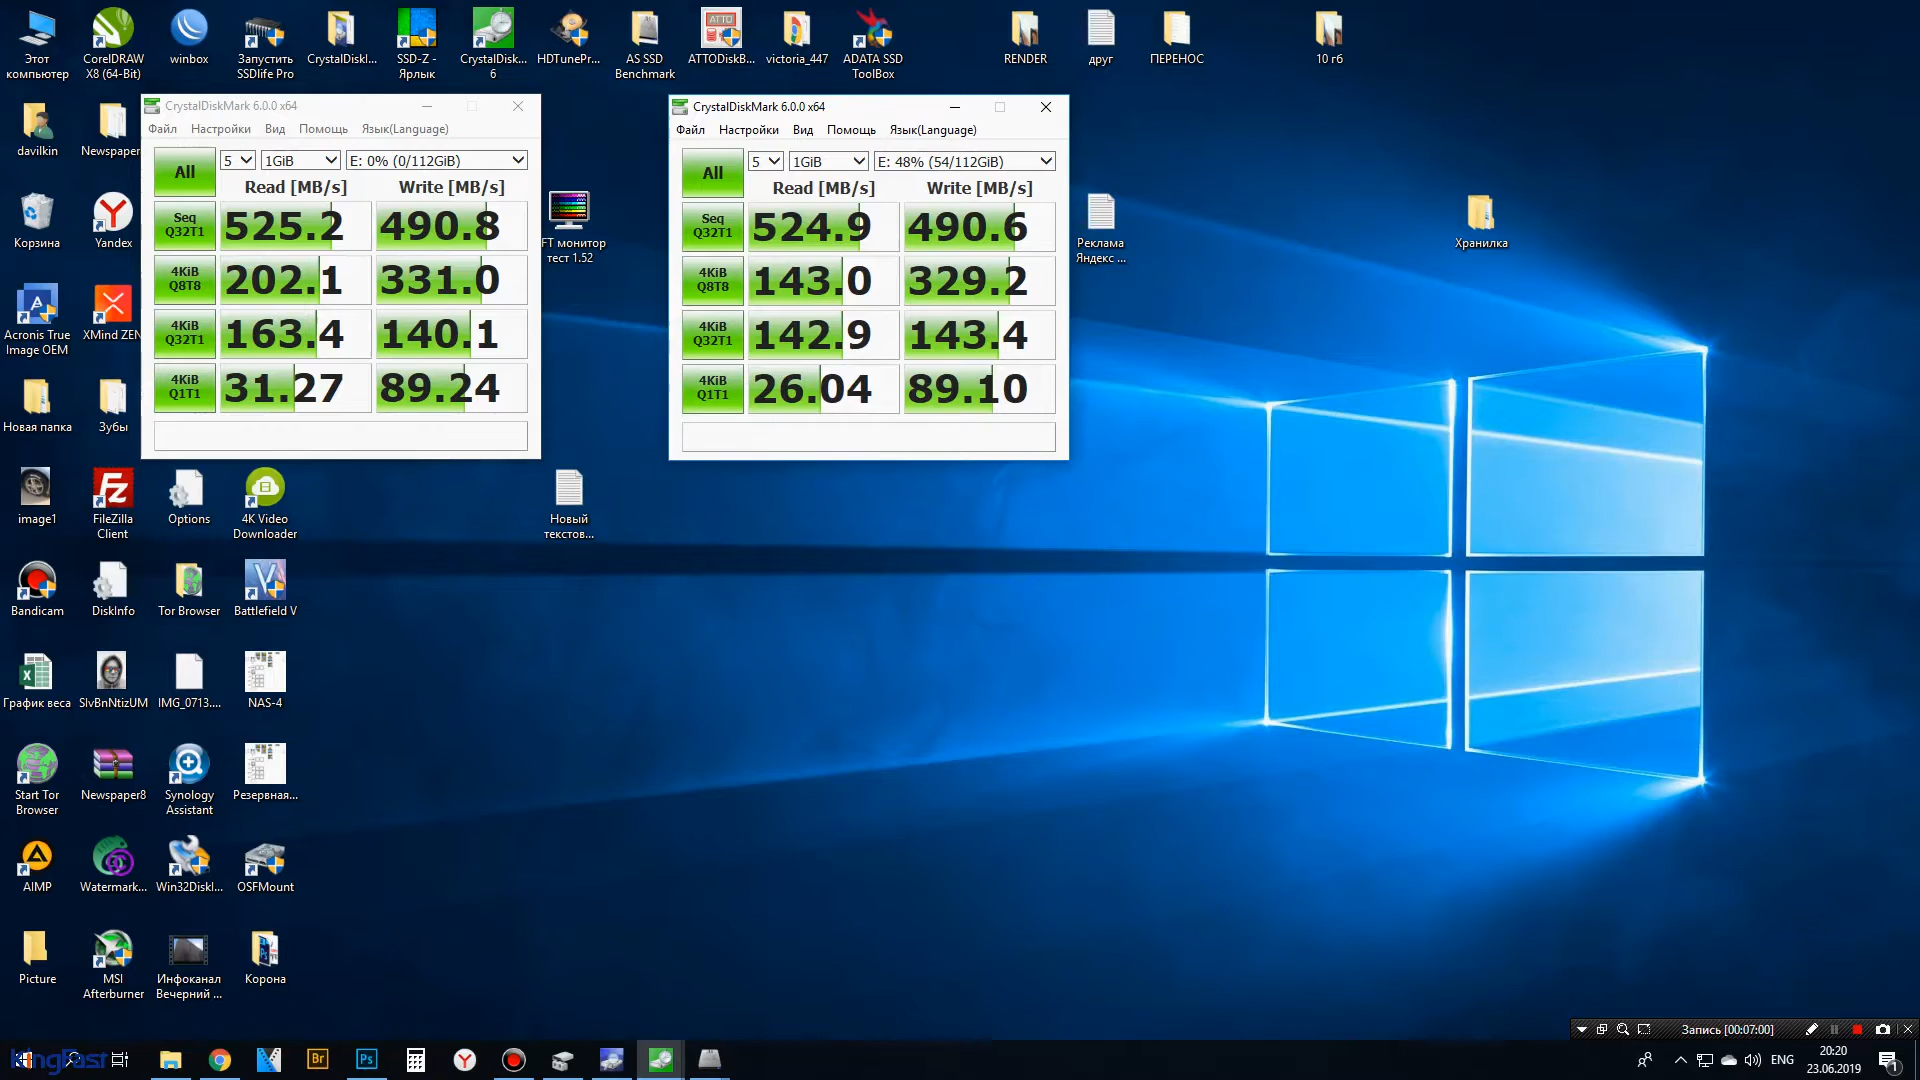 Этот
компьютер
CorelDRAW
X8 (64-Bit)
winbox
Запустить
SSDlife Pro
CrystalDiskI...
SSD-Z -
Ярлык
CrystalDisk...
6
HDTunePr...
AS SSD
Benchmark
ATTO
ATTODiskB...
victoria_447
ADATA SSD
ToolBox
RENDER
друг
ПЕРЕНОС
10 гб
davilkin
Newspaper
Корзина
Yandex
Acronis True
Image OEM
XMind ZEN
Новая папка
Зубы
CrystalDiskMark 6.0.0 x64
Файл Настройки Вид Помощь Язык(Language)
All 5 1GiB E: 0% (0/112GiB)
Read [MB/s] Write [MB/s]
Seq
Q32T1 525.2 490.8
4KiB
Q8T8 202.1 331.0
4KiB
Q32T1 163.4 140.1
4KiB
Q1T1 31.27 89.24
FT монитор
тест 1.52
CrystalDiskMark 6.0.0 x64
Файл Настройки Вид Помощь Язык(Language)
All 5 1GiB E: 48% (54/112GiB)
Read [MB/s] Write [MB/s]
Seq
Q32T1 524.9 490.6
4KiB
Q8T8 143.0 329.2
4KiB
Q32T1 142.9 143.4
4KiB
Q1T1 26.04 89.10
Реклама
Яндекс ...
Хранилка
image1
FileZilla
Client
Options
4K Video
Downloader
Новый
текстов...
Bandicam
DiskInfo
Tor Browser
Battlefield V
График веса
SlvBnNtizUM
IMG_0713....
NAS-4
Start Tor
Browser
Newspaper8
Synology
Assistant
Резервная...
AIMP
Watermark...
Win32DiskI...
OSFMount
Picture
MSI
Afterburner
Инфоканал
Вечерний ...
Корона
Запись [00:07:00]
KingFast
Br
Ps
ENG
20:20
23.06.2019
1